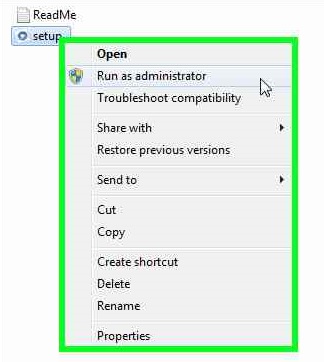 ReadMe
setup
Open
Run as administrator
Troubleshoot compatibility
Share with
Restore previous versions
Send to
Cut
Copy
Create shortcut
Delete
Rename
Properties